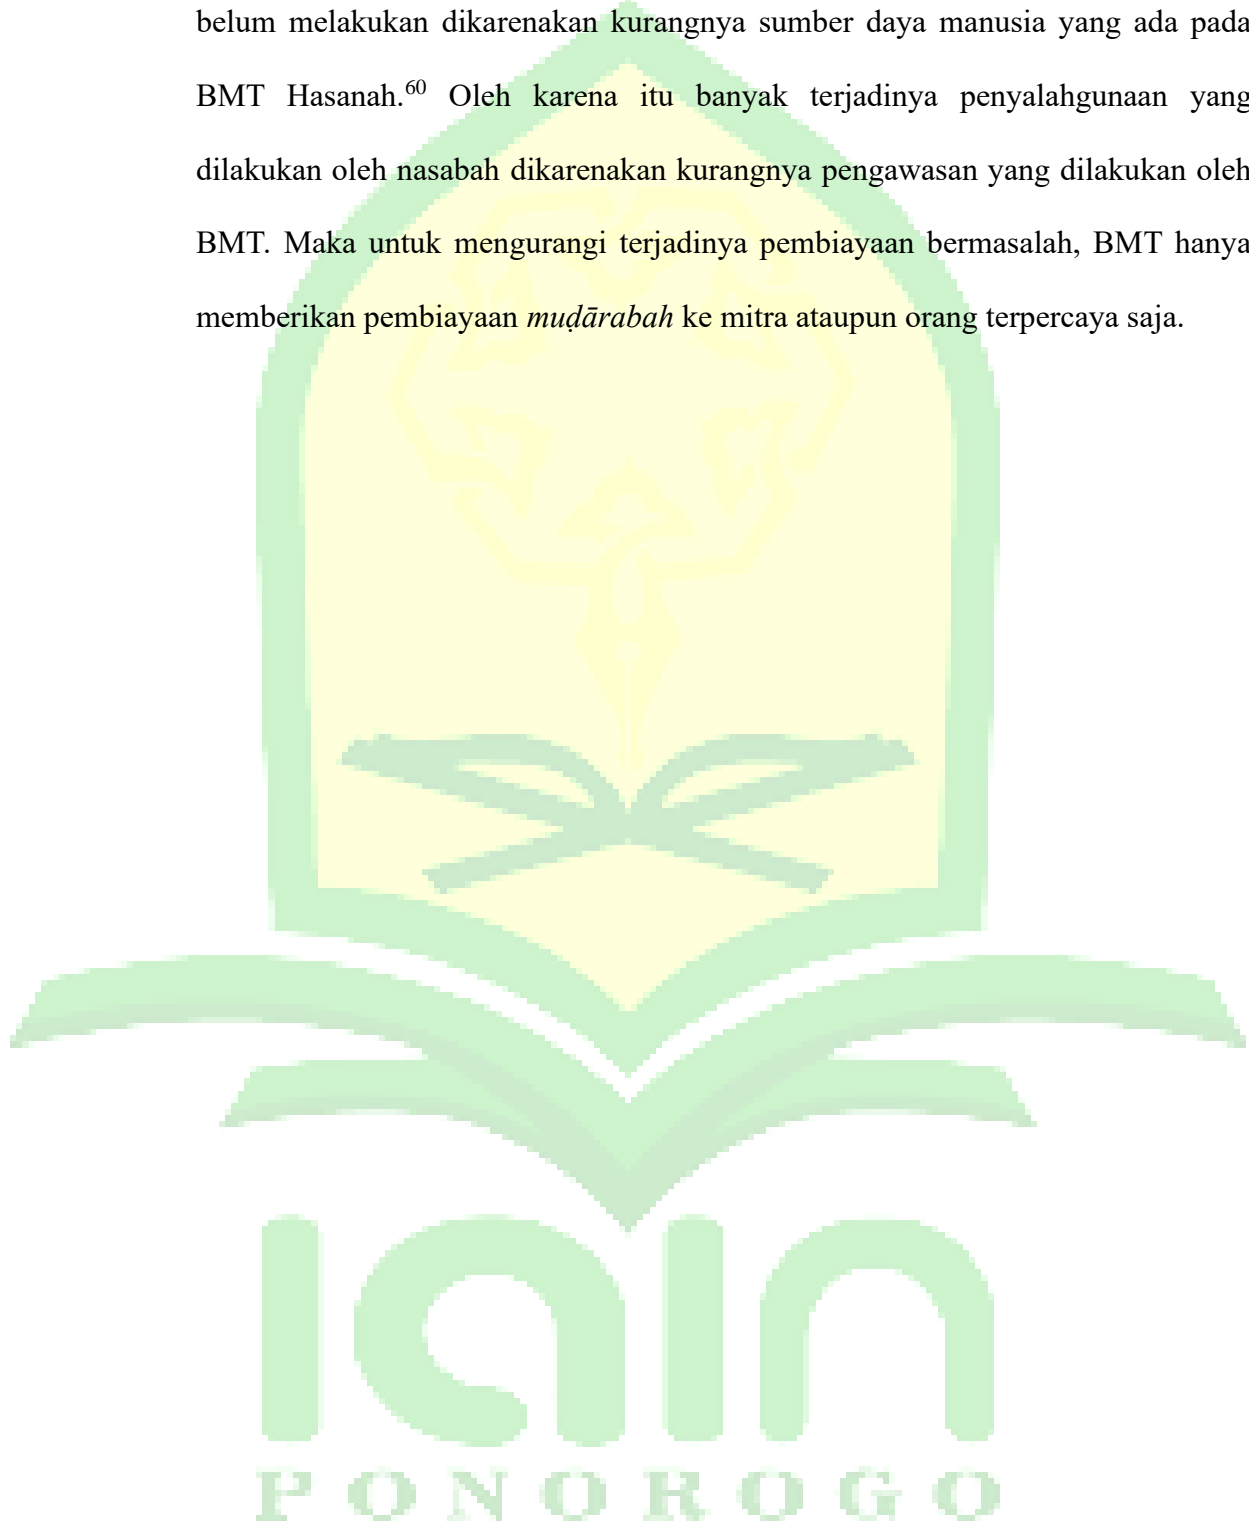 belum melakukan dikarenakan kurangnya sumber daya manusia yang ada pada
BMT Hasanah.⁶⁰ Oleh karena itu banyak terjadinya penyalahgunaan yang
dilakukan oleh nasabah dikarenakan kurangnya pengawasan yang dilakukan oleh
BMT. Maka untuk mengurangi terjadinya pembiayaan bermasalah, BMT hanya
memberikan pembiayaan muḍārabah ke mitra ataupun orang terpercaya saja.
IAIN
PONOROGO